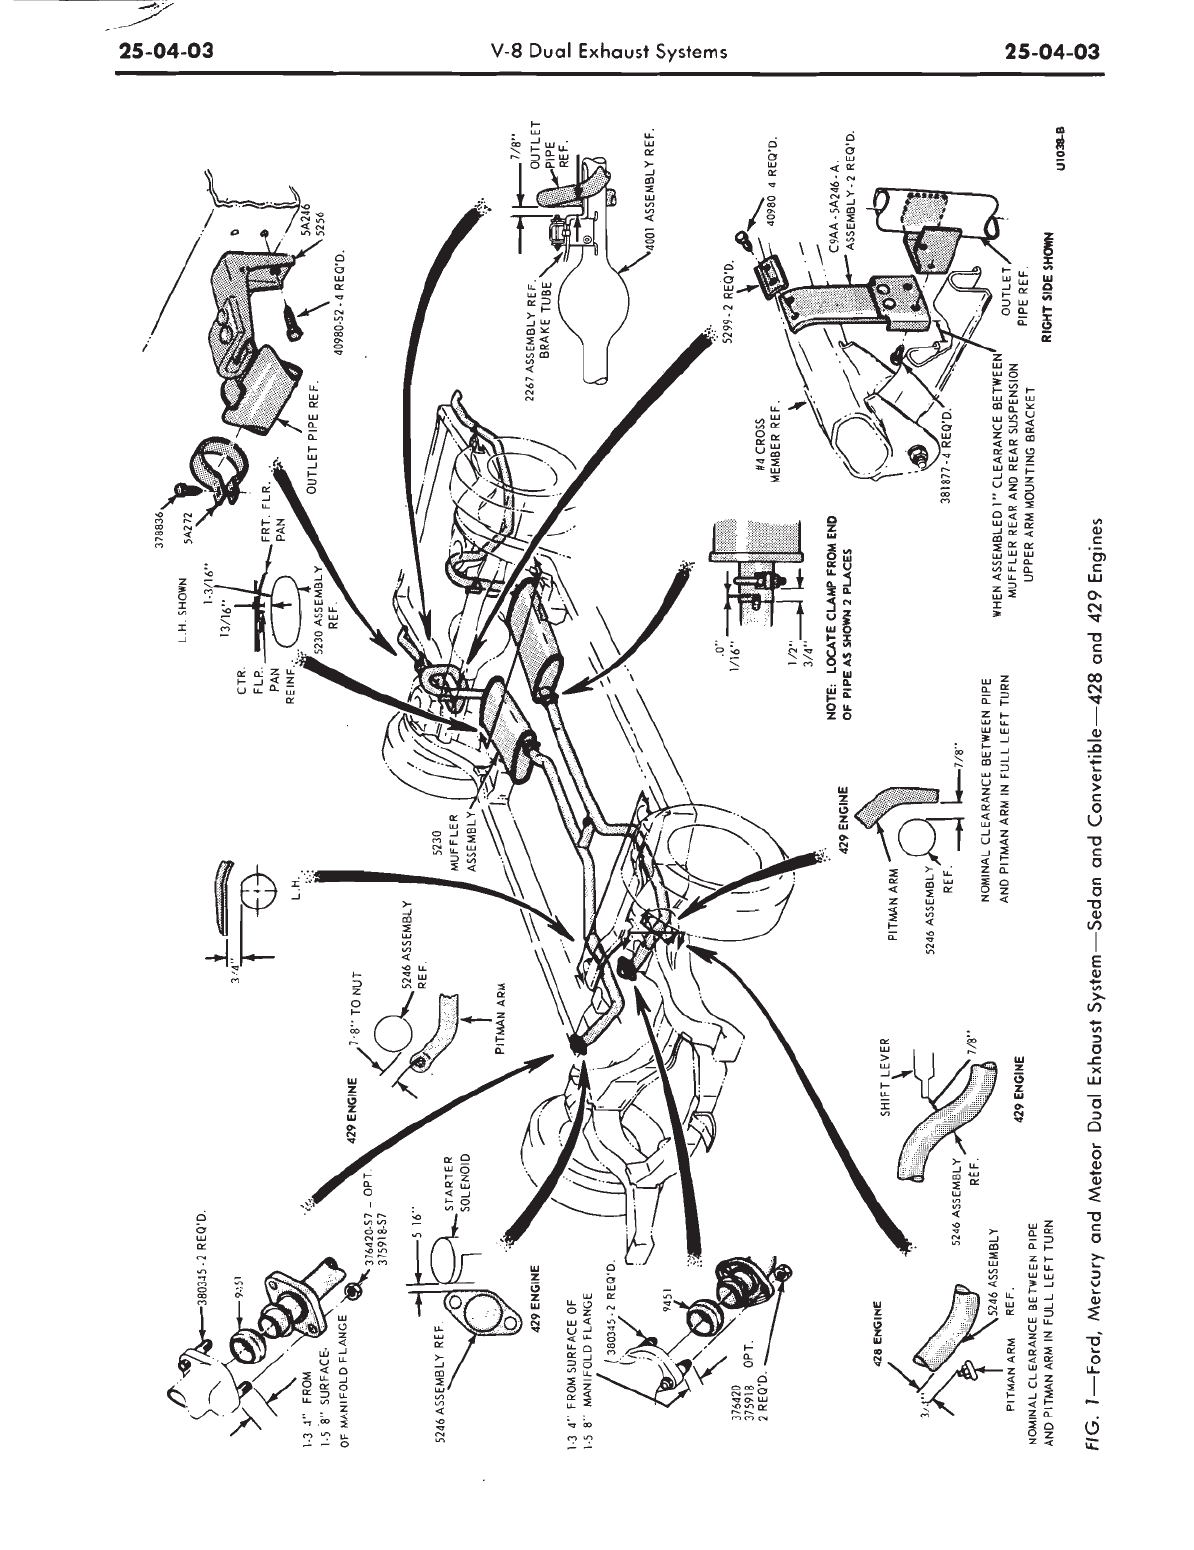 25-04-03
V-8 Dual Exhaust Systems
25-04-03
380345-2 REQ'D.
9451
376420-S7 - OPT.
375918-S7
1-3 4" FROM
1-5 8" SURFACE-
OF MANIFOLD FLANGE
429 ENGINE
7/8" TO NUT
5246 ASSEMBLY
REF.
PITMAN ARM
3/4"
L.H.
L.H. SHOWN
1-3/16"
13/16"
FRT. FLR.
PAN
CTR.
FLR.
PAN
REINF.
5230 ASSEMBLY
REF.
378836
5A272
OUTLET PIPE REF.
40980-S2 - 4 REQ'D.
5A246
5256
5 16"
STARTER
SOLENOID
5246 ASSEMBLY REF.
429 ENGINE
5230
MUFFLER
ASSEMBLY
7/8"
OUTLET
PIPE
REF.
2267 ASSEMBLY REF.
BRAKE TUBE
4001 ASSEMBLY REF.
1-3 4" FROM SURFACE OF
1-5 8" MANIFOLD FLANGE
380345-2 REQ'D.
9451
376420 OPT.
375918
2 REQ'D.
.0"
1/16"
1/2"
3/4"
NOTE: LOCATE CLAMP FROM END
OF PIPE AS SHOWN 2 PLACES
5299-2 REQ'D.
40980 4 REQ'D.
#4 CROSS
MEMBER REF.
C9AA-5A246-A
ASSEMBLY-2 REQ'D.
381877-4 REQ'D.
OUTLET
PIPE REF.
RIGHT SIDE SHOWN
WHEN ASSEMBLED 1" CLEARANCE BETWEEN
MUFFLER REAR AND REAR SUSPENSION
UPPER ARM MOUNTING BRACKET
U1038-B
428 ENGINE
3/4"
PITMAN ARM
5246 ASSEMBLY
REF.
NOMINAL CLEARANCE BETWEEN PIPE
AND PITMAN ARM IN FULL LEFT TURN
SHIFT LEVER
7/8"
5246 ASSEMBLY
REF.
429 ENGINE
429 ENGINE
PITMAN ARM
5246 ASSEMBLY
REF.
7/8"
NOMINAL CLEARANCE BETWEEN PIPE
AND PITMAN ARM IN FULL LEFT TURN
FIG. 1—Ford, Mercury and Meteor Dual Exhaust System—Sedan and Convertible—428 and 429 Engines